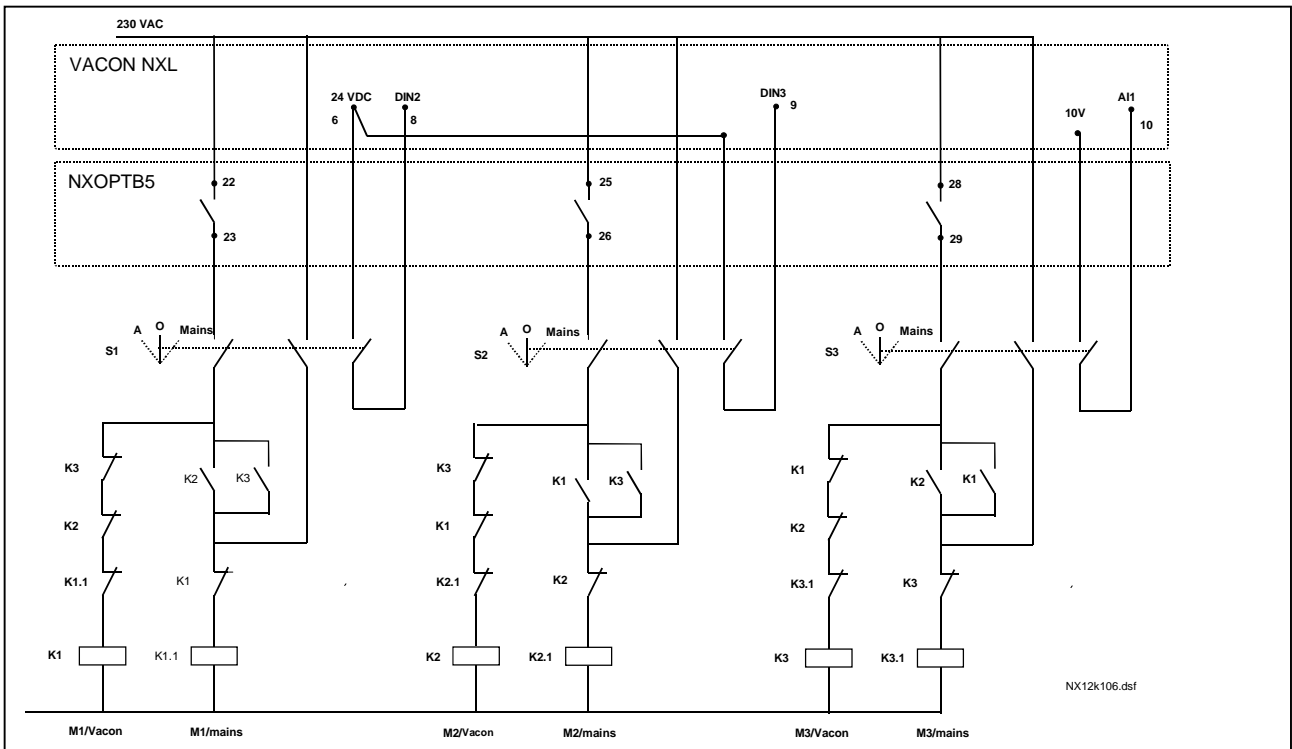 230 VAC
VACON NXL
24 VDC DIN2 DIN3 AI1
6 8 9 10V 10
NXOPTB5
22 25 28
23 26 29
A O Mains A O Mains A O Mains
S1 S2 S3
K3 K2 K3 K3 K1 K3 K1 K2 K1
K2 K1 K2
K1.1 K1 K2.1 K2 K3.1 K3
K1 K1.1 K2 K2.1 K3 K3.1
NX12k106.dsf
M1/Vacon M1/mains M2/Vacon M2/mains M3/Vacon M3/mains